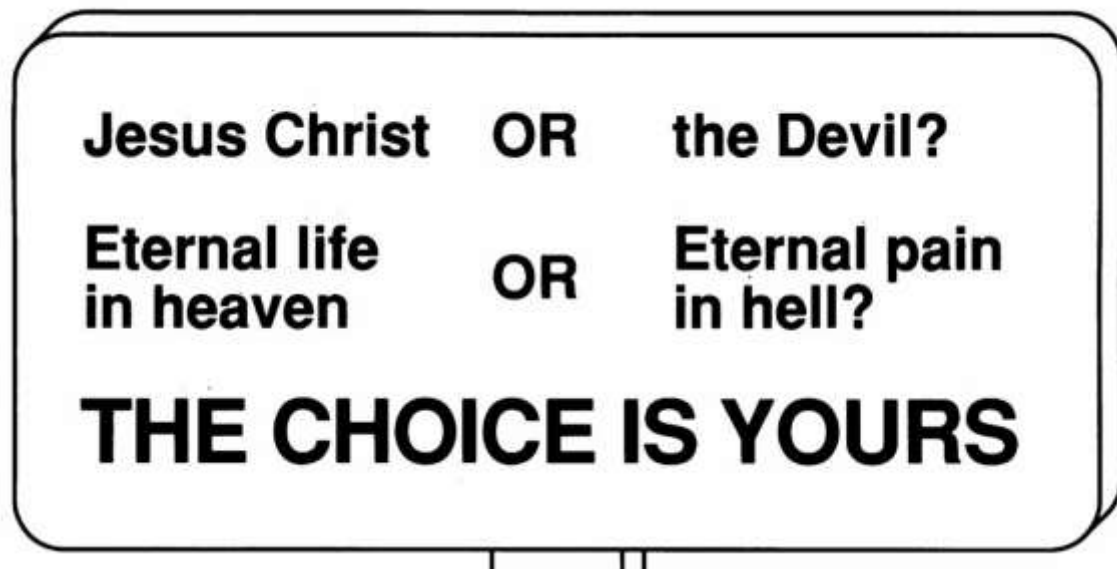 Jesus Christ OR the Devil?
Eternal life in heaven OR Eternal pain in hell?
THE CHOICE IS YOURS